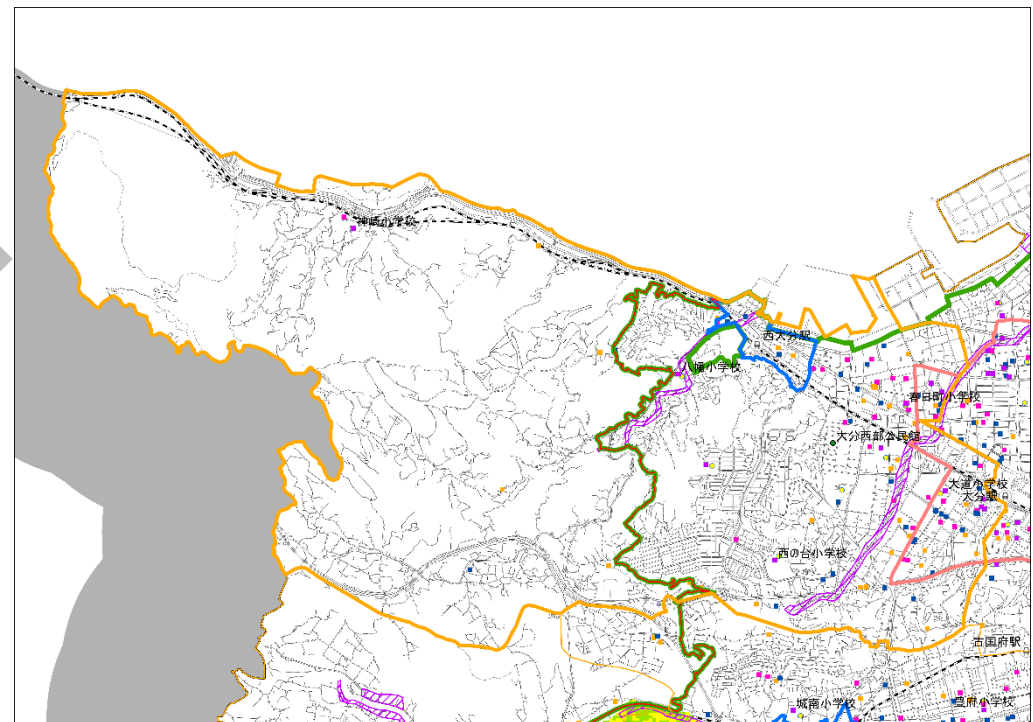 神崎小学校
西大分駅
八幡小学校
春日町小学校
大分西部公民館
大道小学校
大分駅
西の台小学校
古国府駅
城南小学校
豊府小学校